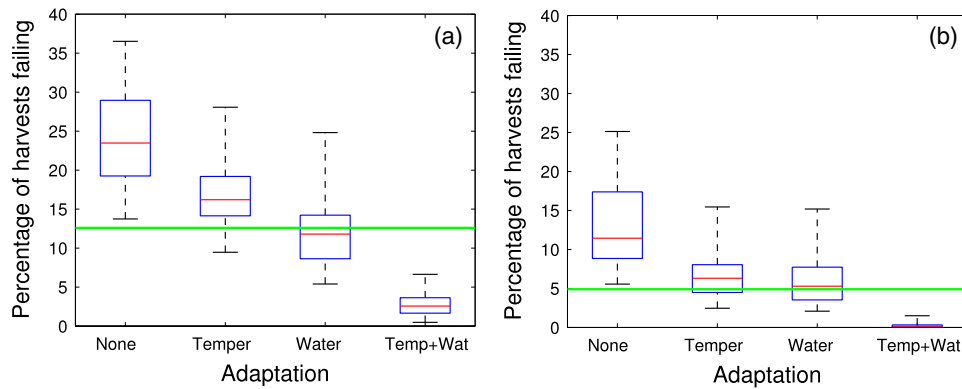 (a)
Percentage of harvests failing
40
35
30
25
20
15
10
5
0
None Temper Water Temp+Wat
Adaptation
(b)
Percentage of harvests failing
40
35
30
25
20
15
10
5
0
None Temper Water Temp+Wat
Adaptation